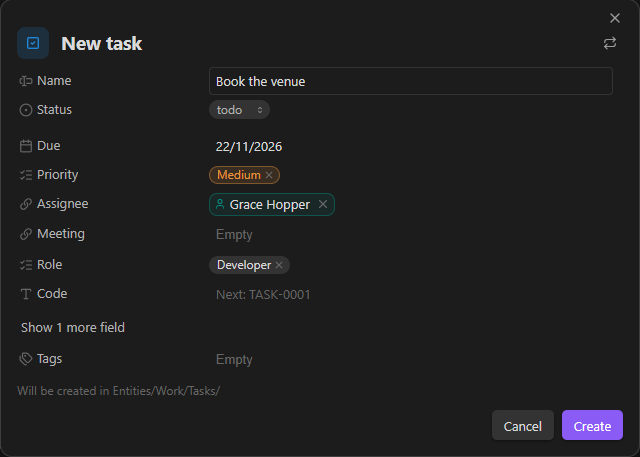 New task
Name
Book the venue
Status
todo
Due
22/11/2026
Priority
Medium
Assignee
Grace Hopper
Meeting
Empty
Role
Developer
Code
Next: TASK-0001
Show 1 more field
Tags
Empty
Will be created in Entities/Work/Tasks/
Cancel
Create